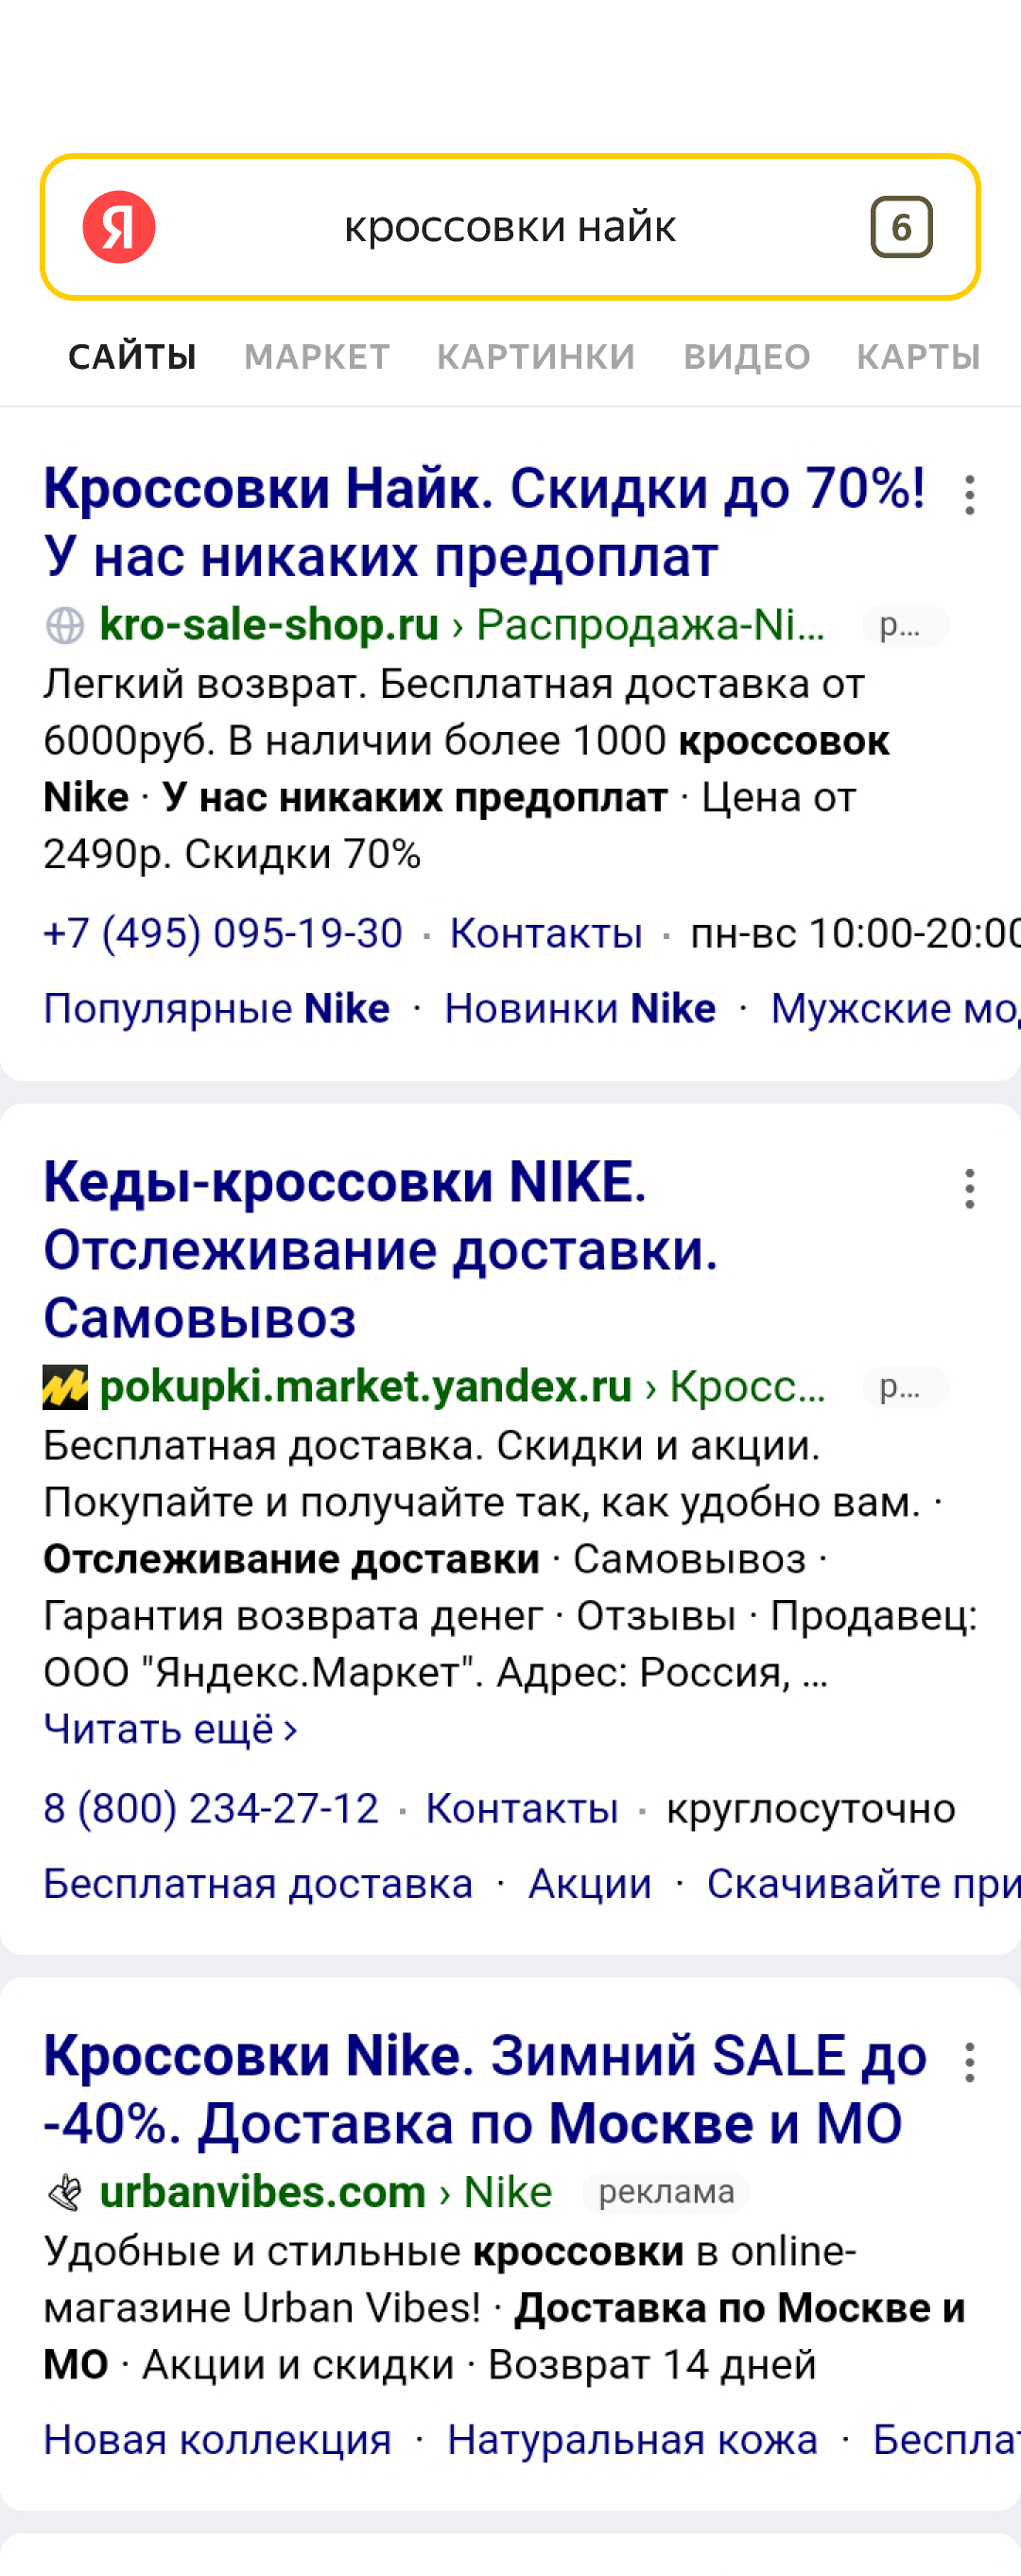 Я
кроссовки найк
6
САЙТЫ МАРКЕТ КАРТИНКИ ВИДЕО КАРТЫ
Кроссовки Найк. Скидки до 70%!
У нас никаких предоплат
kro-sale-shop.ru › Распродажа-Ni... р...
Легкий возврат. Бесплатная доставка от
6000руб. В наличии более 1000 кроссовок
Nike · У нас никаких предоплат · Цена от
2490р. Скидки 70%
+7 (495) 095-19-30 · Контакты · пн-вс 10:00-20:00
Популярные Nike · Новинки Nike · Мужские мо
Кеды-кроссовки NIKE.
Отслеживание доставки.
Самовывоз
pokupki.market.yandex.ru › Кросс... р...
Бесплатная доставка. Скидки и акции.
Покупайте и получайте так, как удобно вам. ·
Отслеживание доставки · Самовывоз ·
Гарантия возврата денег · Отзывы · Продавец:
ООО "Яндекс.Маркет". Адрес: Россия, ...
Читать ещё ›
8 (800) 234-27-12 · Контакты · круглосуточно
Бесплатная доставка · Акции · Скачивайте при
Кроссовки Nike. Зимний SALE до
-40%. Доставка по Москве и МО
urbanvibes.com › Nike реклама
Удобные и стильные кроссовки в online-
магазине Urban Vibes! · Доставка по Москве и
МО · Акции и скидки · Возврат 14 дней
Новая коллекция · Натуральная кожа · Беспла